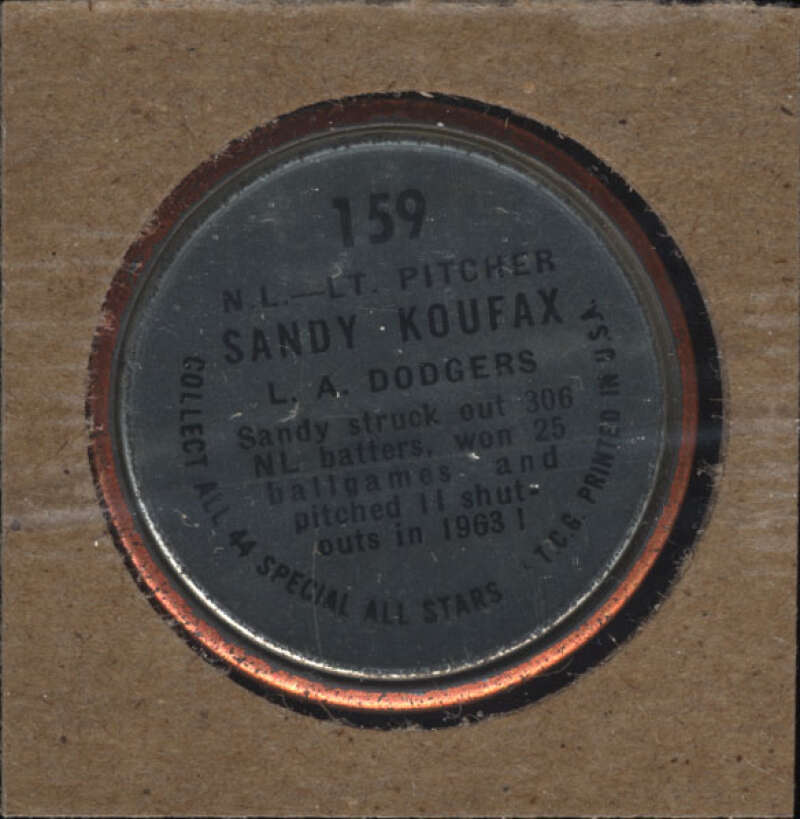 159
N.L.—LT. PITCHER
SANDY KOUFAX
L. A. DODGERS
Sandy struck out 306
NL batters, won 25
ballgames and
pitched 11 shut-
outs in 1963!
COLLECT ALL 44 SPECIAL ALL STARS
T.C.G. PRINTED IN U.S.A.